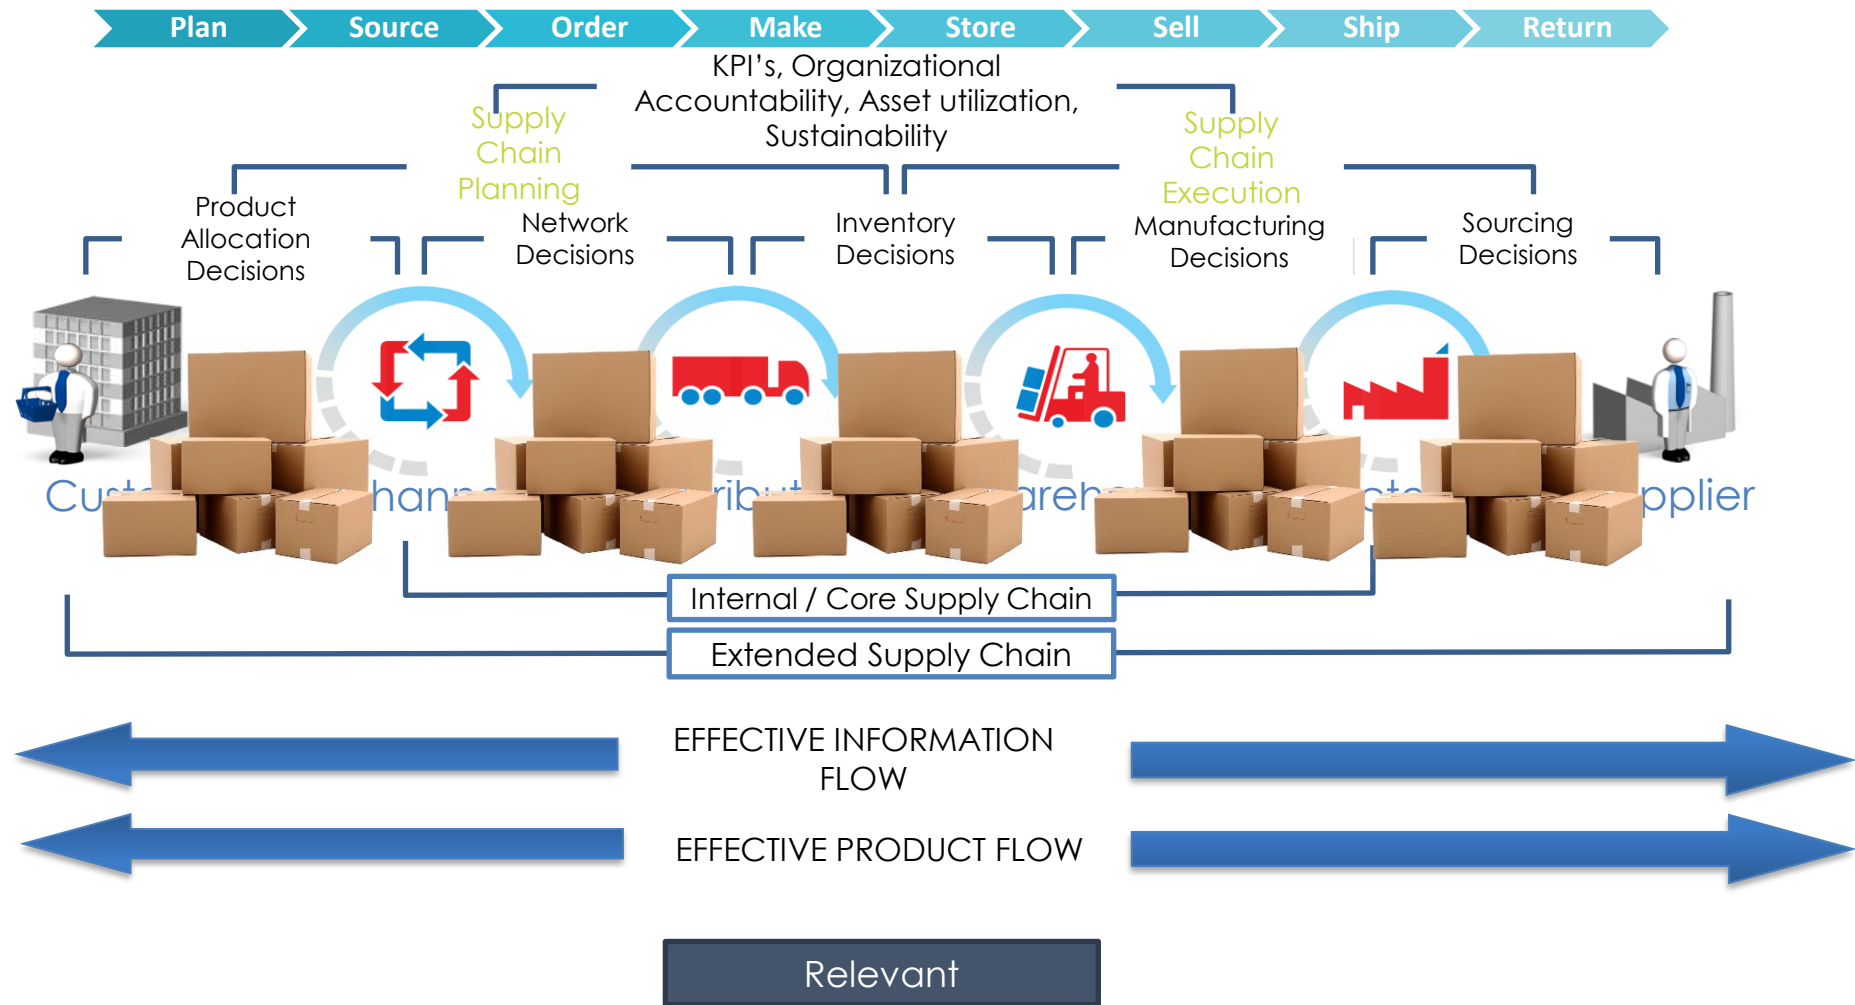 Plan Source Order Make Store Sell Ship Return
KPI's, Organizational
Accountability, Asset utilization,
Sustainability
Supply
Chain
Planning
Supply
Chain
Execution
Product
Allocation
Decisions
Network
Decisions
Inventory
Decisions
Manufacturing
Decisions
Sourcing
Decisions
Internal / Core Supply Chain
Extended Supply Chain
EFFECTIVE INFORMATION
FLOW
EFFECTIVE PRODUCT FLOW
Relevant